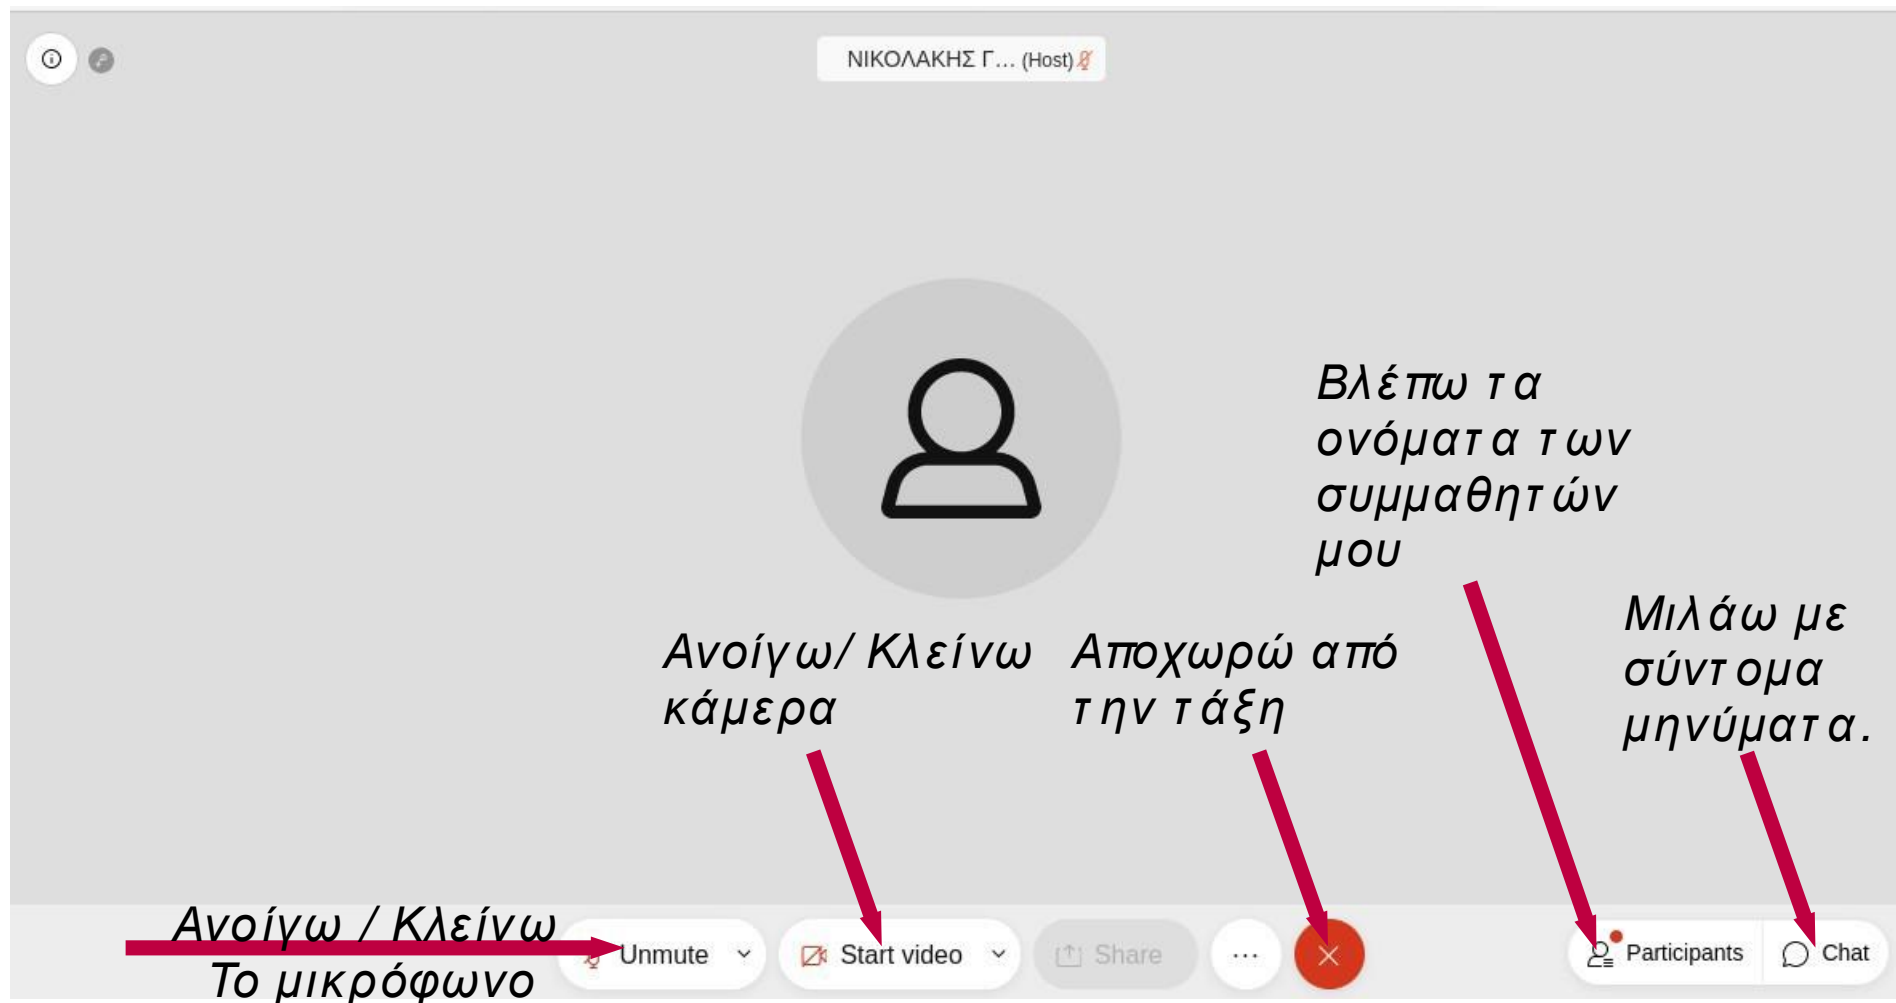 ΝΙΚΟΛΑΚΗΣ Γ... (Host)
Βλέπω τα
ονόματα των
συμμαθητών
μου
Μιλάω με
σύντομα
μηνύματα.
Ανοίγω/ Κλείνω
κάμερα
Αποχωρώ από
την τάξη
Ανοίγω / Κλείνω
Το μικρόφωνο
Unmute
Start video
Share
Participants
Chat